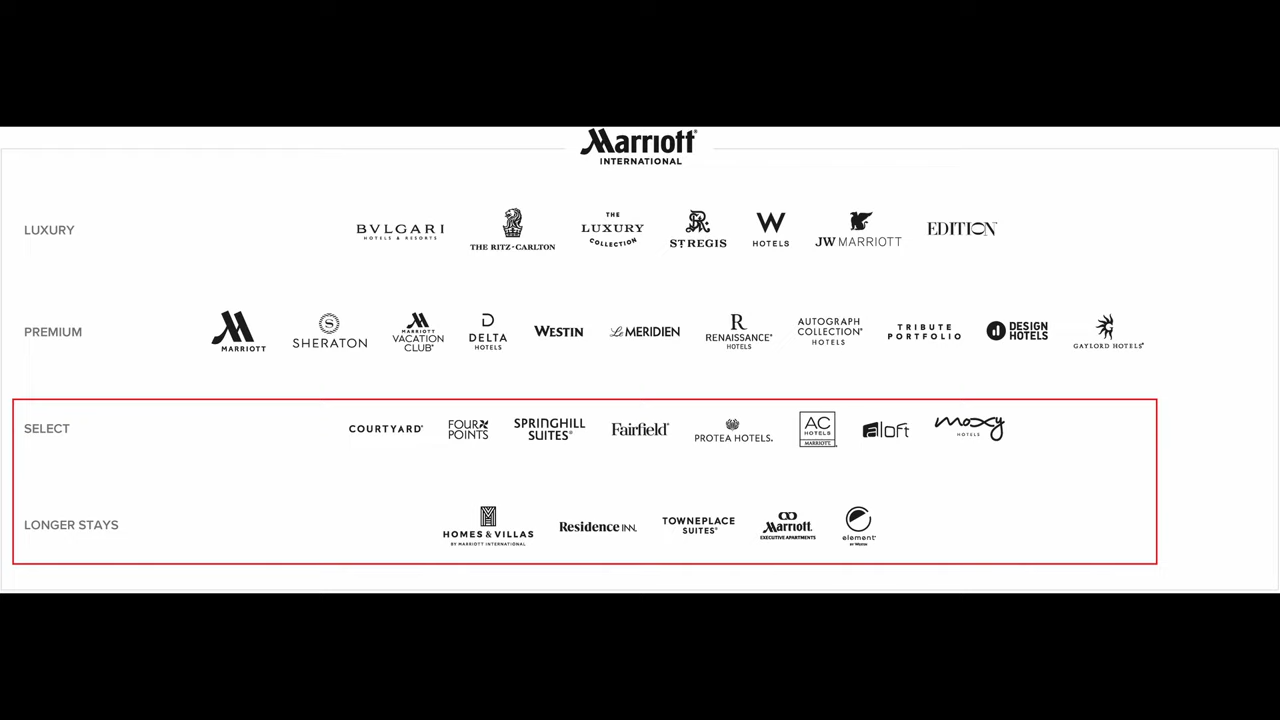 Marriott®
INTERNATIONAL
LUXURY
BVLGARI
HOTELS & RESORTS
THE RITZ-CARLTON
THE
LUXURY
COLLECTION
ST REGIS
W
HOTELS
JW MARRIOTT
EDITION
PREMIUM
MARRIOTT
S
SHERATON
MARRIOTT
VACATION
CLUB®
D
DELTA
HOTELS
WESTIN
Le MERIDIEN
R
RENAISSANCE®
HOTELS
AUTOGRAPH
COLLECTION®
HOTELS
TRIBUTE
PORTFOLIO
DESIGN
HOTELS
GAYLORD HOTELS®
SELECT
COURTYARD®
FOUR
POINTS
SPRINGHILL
SUITES®
Fairfield®
PROTEA HOTELS.
AC
HOTELS
MARRIOTT
aloft
moxy
HOTELS
LONGER STAYS
HOMES & VILLAS
BY MARRIOTT INTERNATIONAL
Residence INN.
TOWNEPLACE
SUITES®
Marriott.
EXECUTIVE APARTMENTS
element®
BY WESTIN